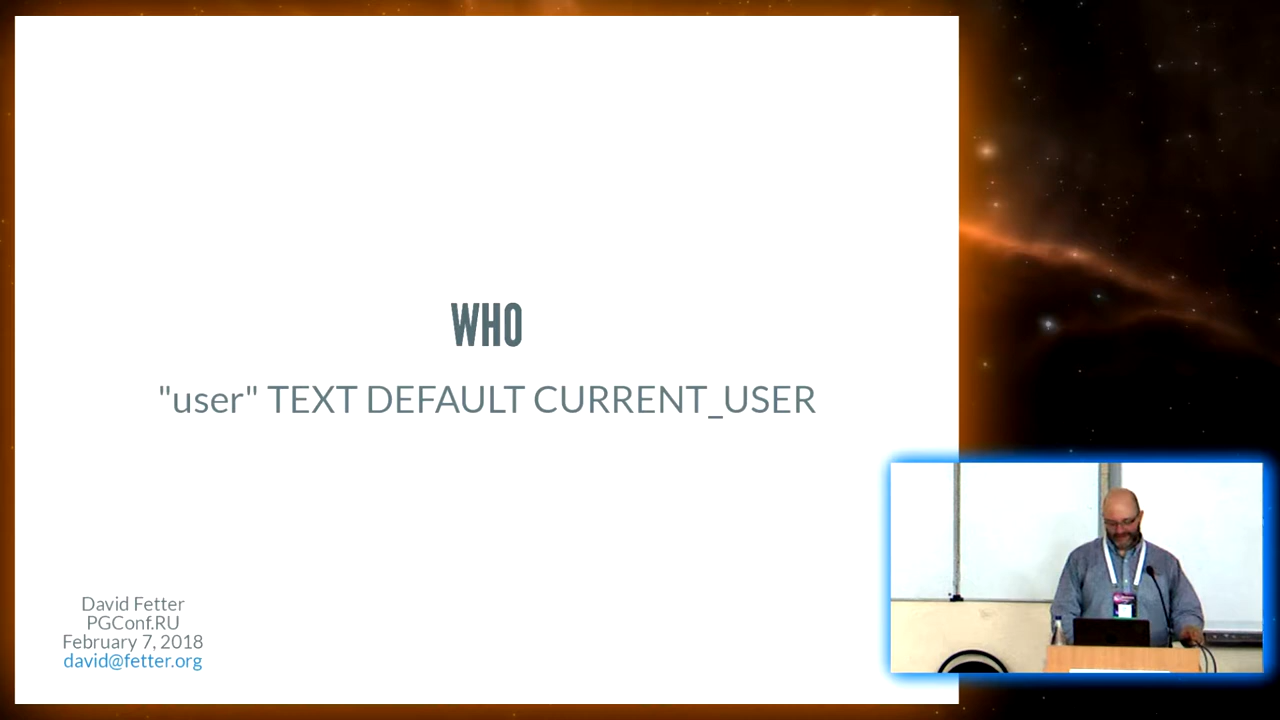 WHO
"user" TEXT DEFAULT CURRENT_USER
David Fetter
PGConf.RU
February 7, 2018
david@fetter.org